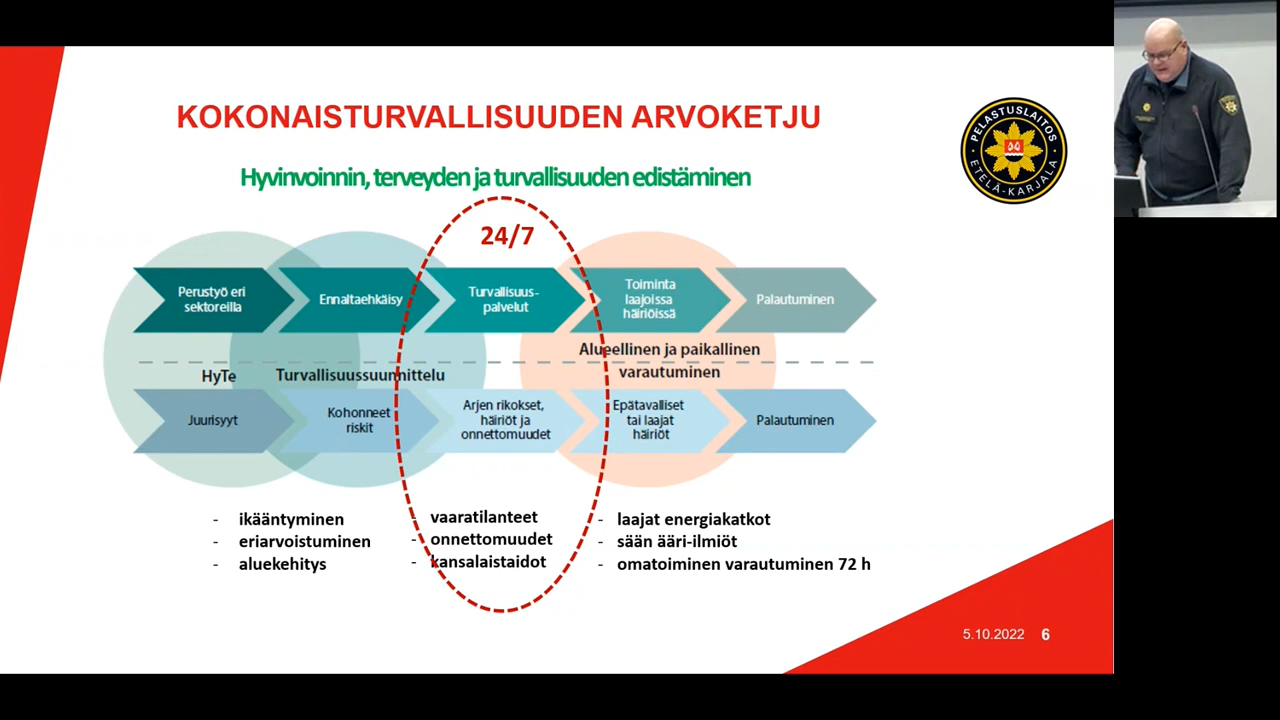 KOKONAISTURVALLISUUDEN ARVOKETJU
Hyvinvoinnin, terveyden ja turvallisuuden edistäminen
PELASTUSLAITOS
ETELÄ-KARJALA
24/7
Perustyö eri
sektoreilla
Ennaltaehkäisy
Turvallisuus-
palvelut
Toiminta
laajoissa
häiriöissä
Palautuminen
Alueellinen ja paikallinen
varautuminen
HyTe
Turvallisuussuunnittelu
Juurisyyt
Kohonneet
riskit
Arjen rikokset,
häiriöt ja
onnettomuudet
Epätavalliset
tai laajat
häiriöt
Palautuminen
- ikääntyminen
- eriarvoistuminen
- aluekehitys
- vaaratilanteet
- onnettomuudet
- kansalaistaidot
- laajat energiakatkot
- sään ääri-ilmiöt
- omatoiminen varautuminen 72 h
5.10.2022 6